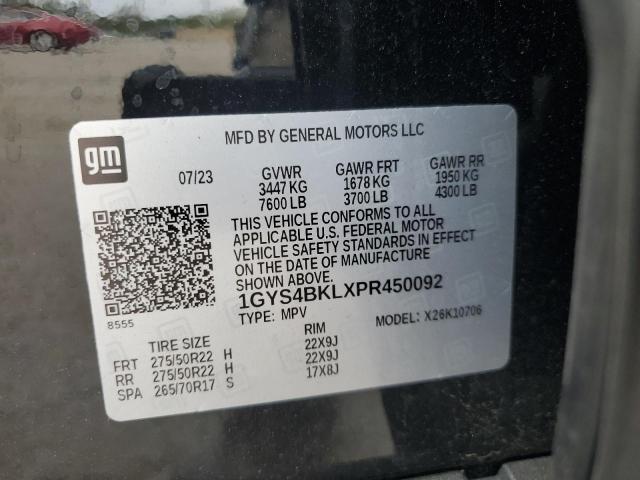 gm
MFD BY GENERAL MOTORS LLC
07/23 GVWR GAWR FRT GAWR RR
3447 KG 1678 KG 1950 KG
7600 LB 3700 LB 4300 LB
THIS VEHICLE CONFORMS TO ALL
APPLICABLE U.S. FEDERAL MOTOR
VEHICLE SAFETY STANDARDS IN EFFECT
ON THE DATE OF MANUFACTURE
SHOWN ABOVE.
1GYS4BKLXPR450092
8555
TYPE: MPV MODEL: X26K10706
TIRE SIZE RIM
FRT 275/50R22 H 22X9J
RR 275/50R22 H 22X9J
SPA 265/70R17 S 17X8J